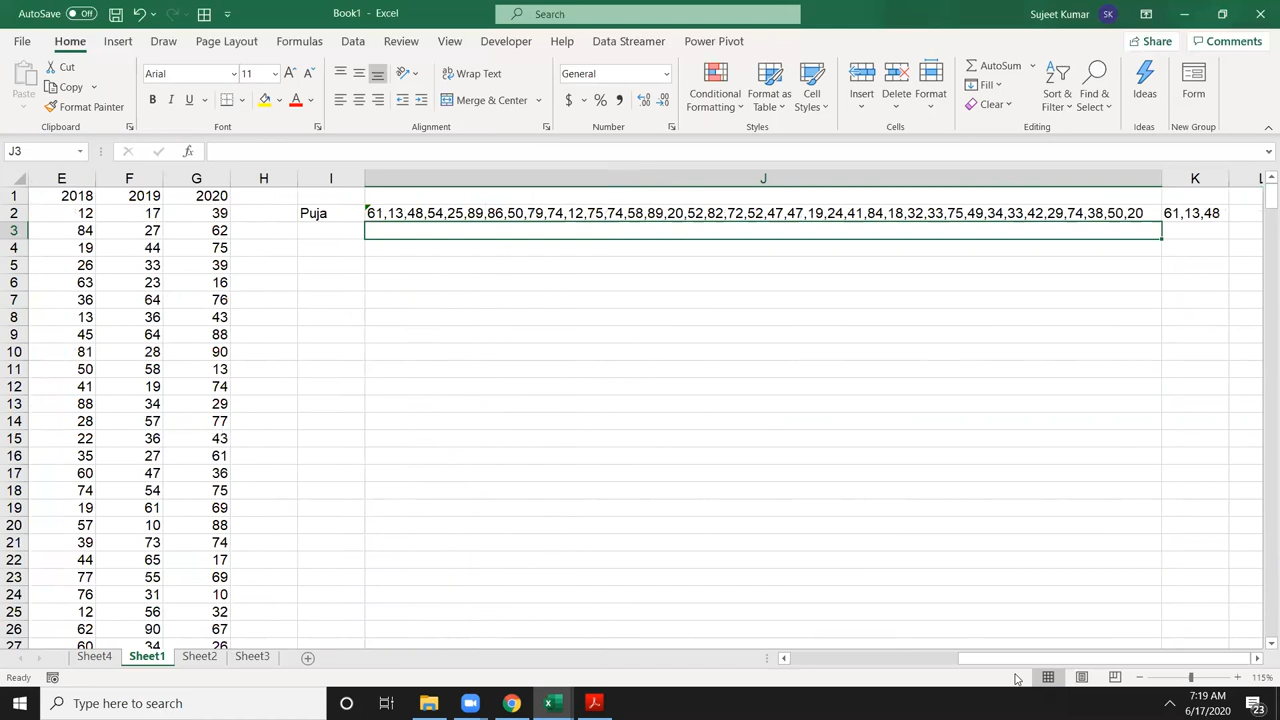 AutoSave Off Book1 - Excel Search Sujeet Kumar SK
File Home Insert Draw Page Layout Formulas Data Review View Developer Help Data Streamer Power Pivot Share Comments
Paste Cut Copy Format Painter
Arial 11 B I U
Wrap Text Merge & Center
General $ %
Conditional Formatting Format as Table Cell Styles
Insert Delete Format
AutoSum Fill Clear Sort & Filter Find & Select
Ideas Form
Clipboard Font Alignment Number Styles Cells Editing Ideas New Group
J3 fx
E F G H I J K
1 2018 2019 2020
2 12 17 39 Puja 61,13,48,54,25,89,86,50,79,74,12,75,74,58,89,20,52,82,72,52,47,47,19,24,41,84,18,32,33,75,49,34,33,42,29,74,38,50,20 61,13,48
3 84 27 62
4 19 44 75
5 26 33 39
6 63 23 16
7 36 64 76
8 13 36 43
9 45 64 88
10 81 28 90
11 50 58 13
12 41 19 74
13 88 34 29
14 28 57 77
15 22 36 43
16 35 27 61
17 60 47 36
18 74 54 75
19 19 61 69
20 57 10 88
21 39 73 74
22 44 65 17
23 77 55 69
24 76 31 10
25 12 56 32
26 62 90 67
27 60 34 26
Sheet4 Sheet1 Sheet2 Sheet3
Ready 115%
Type here to search 7:19 AM
6/17/2020 23